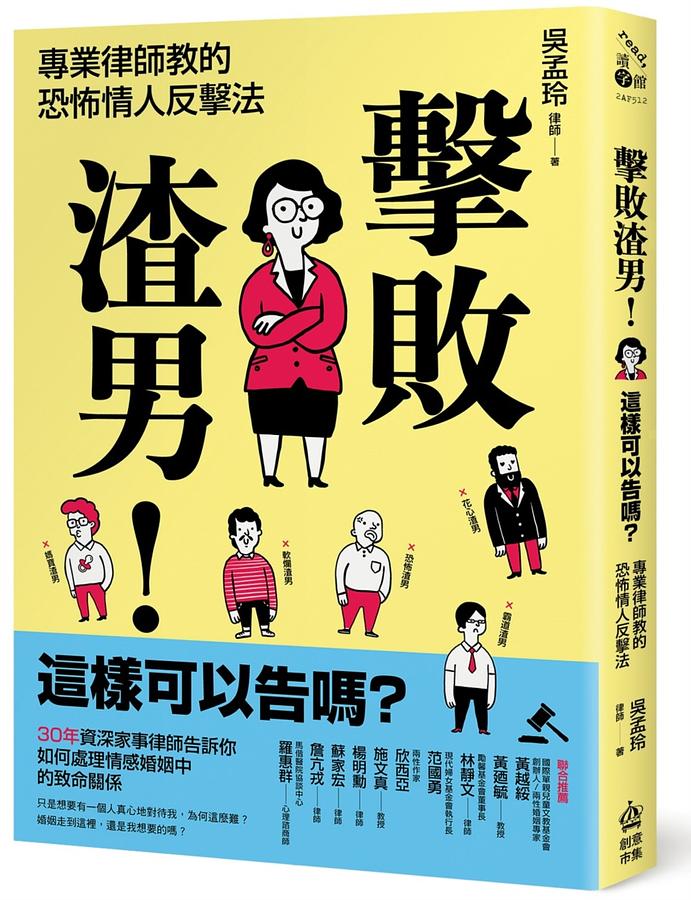 專業律師教的
恐怖情人反擊法
吳孟玲 律師——著
擊敗
渣男！
×花心渣男
×媽寶渣男
×軟爛渣男
×恐怖渣男
×霸道渣男
這樣可以告嗎？
30年資深家事律師告訴你
如何處理情感婚姻中
的致命關係
只是想要有一個人真心地對待我，為何這麼難？
婚姻走到這裡，還是我想要的嗎？
聯合推薦
國際單親兒童文教基金會
創辦人/兩性婚姻專家
黃越綏
黃迺毓——教授
勵馨基金會董事長
林靜文——律師
現代婦女基金會執行長
范國勇
兩性作家
欣西亞
施文真——教授
楊明勳——律師
蘇家宏——律師
詹亢戎——律師
馬偕醫院協談中心
羅惠群——心理諮商師
read,
讀字館
2AF512
擊敗渣男！
這樣可以告嗎？
專業律師教的
恐怖情人反擊法
吳孟玲
律師——著
創意
市集